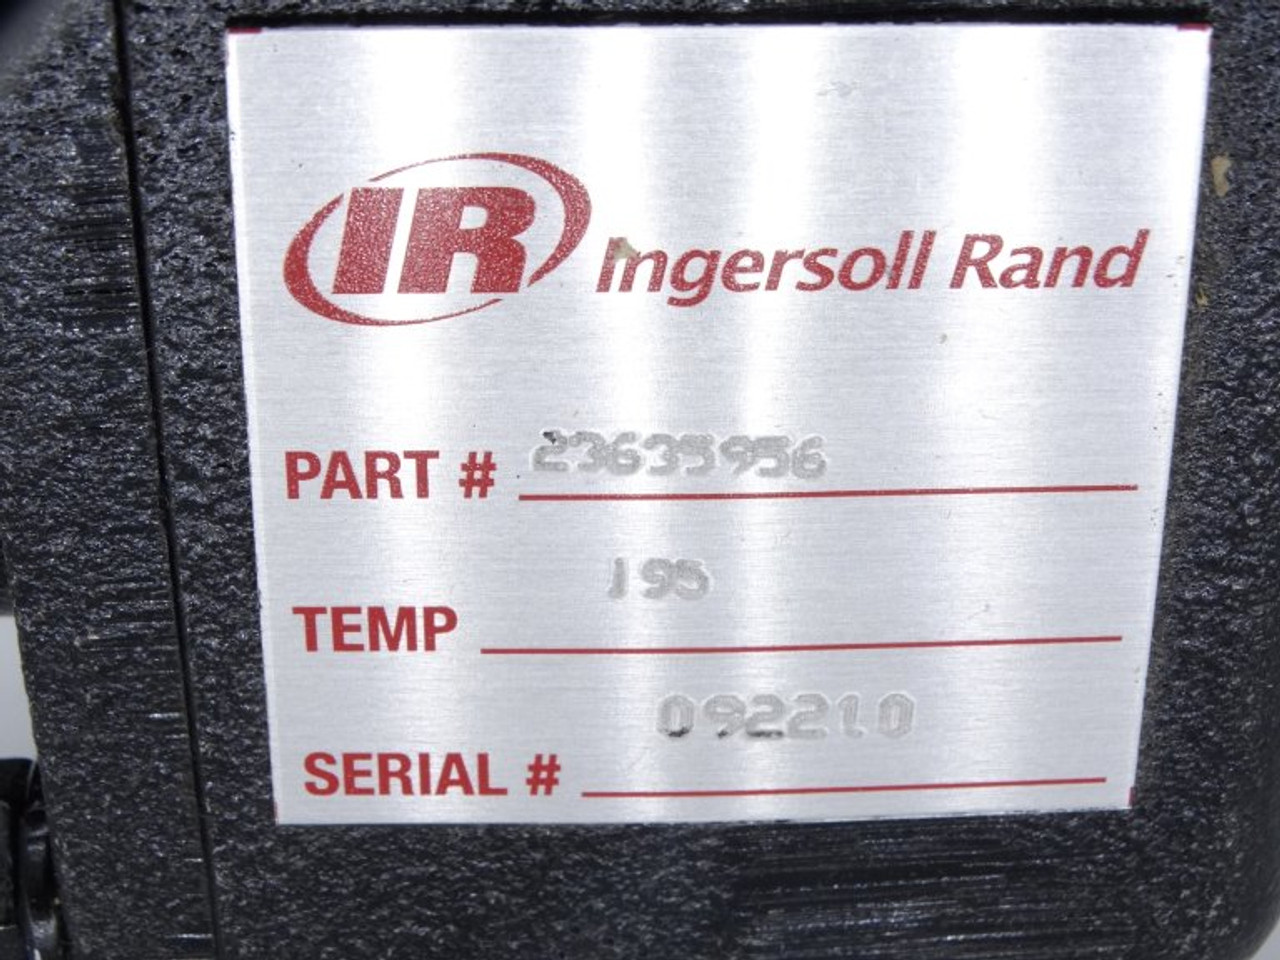 IR Ingersoll Rand
PART # 23635956
TEMP 195
SERIAL # 092210